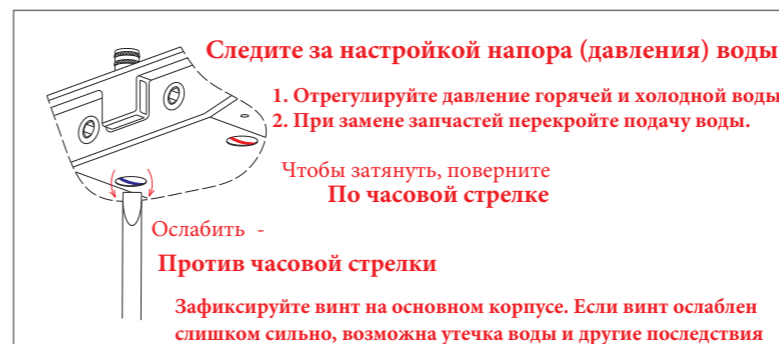 Следите за настройкой напора (давления) воды
1. Отрегулируйте давление горячей и холодной воды
2. При замене запчастей перекройте подачу воды.
Чтобы затянуть, поверните
По часовой стрелке
Ослабить -
Против часовой стрелки
Зафиксируйте винт на основном корпусе. Если винт ослаблен
слишком сильно, возможна утечка воды и другие последствия